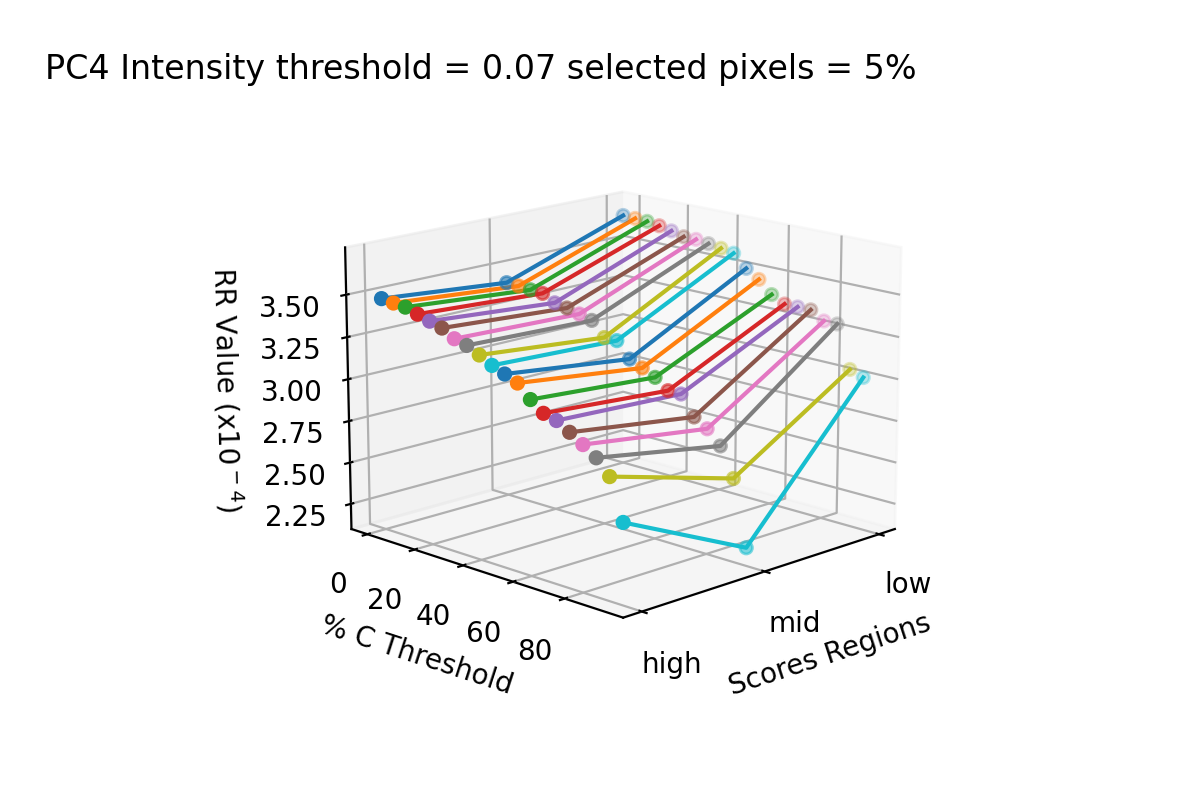 PC4 Intensity threshold = 0.07 selected pixels = 5%
RR Value (x10⁻⁴)
3.50
3.25
3.00
2.75
2.50
2.25
0
20
40
60
80
% C Threshold
high
mid
low
Scores Regions